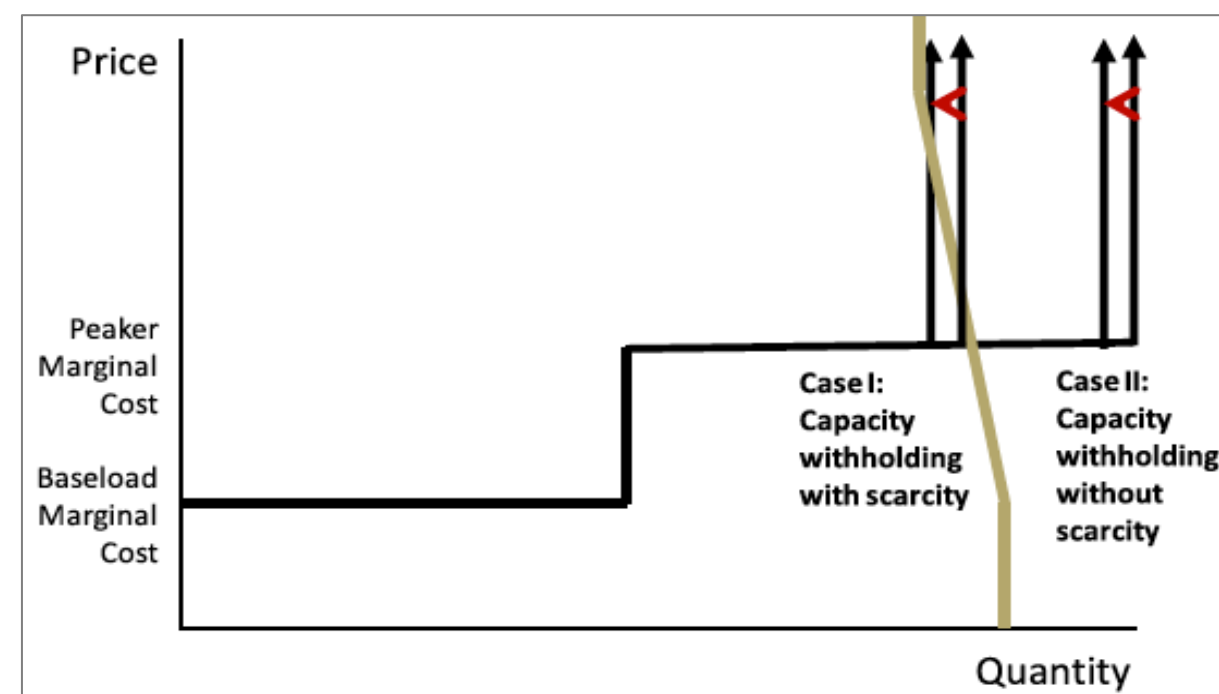 Price
Peaker
Marginal
Cost
Baseload
Marginal
Cost
Case I:
Capacity
withholding
with scarcity
Case II:
Capacity
withholding
without
scarcity
Quantity